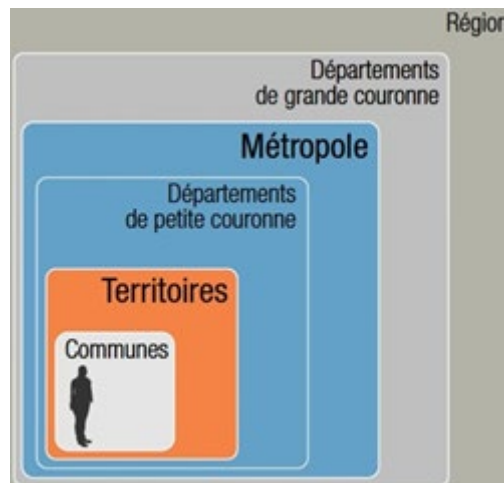 Région
Départements
de grande couronne
Métropole
Départements
de petite couronne
Territoires
Communes